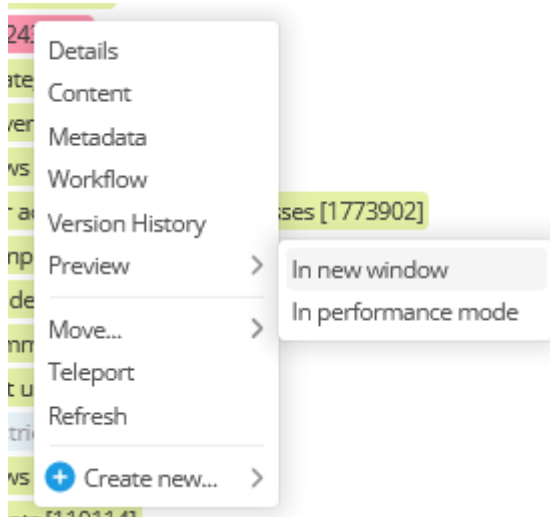 Details
Content
Metadata
Workflow
Version History
sses [1773902]
Preview
In new window
In performance mode
Move...
Teleport
Refresh
Create new...